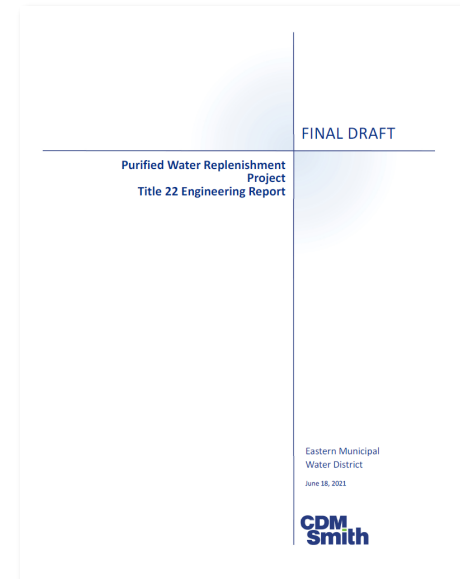 FINAL DRAFT
Purified Water Replenishment
Project
Title 22 Engineering Report
Eastern Municipal
Water District
June 18, 2021
CDM
Smith